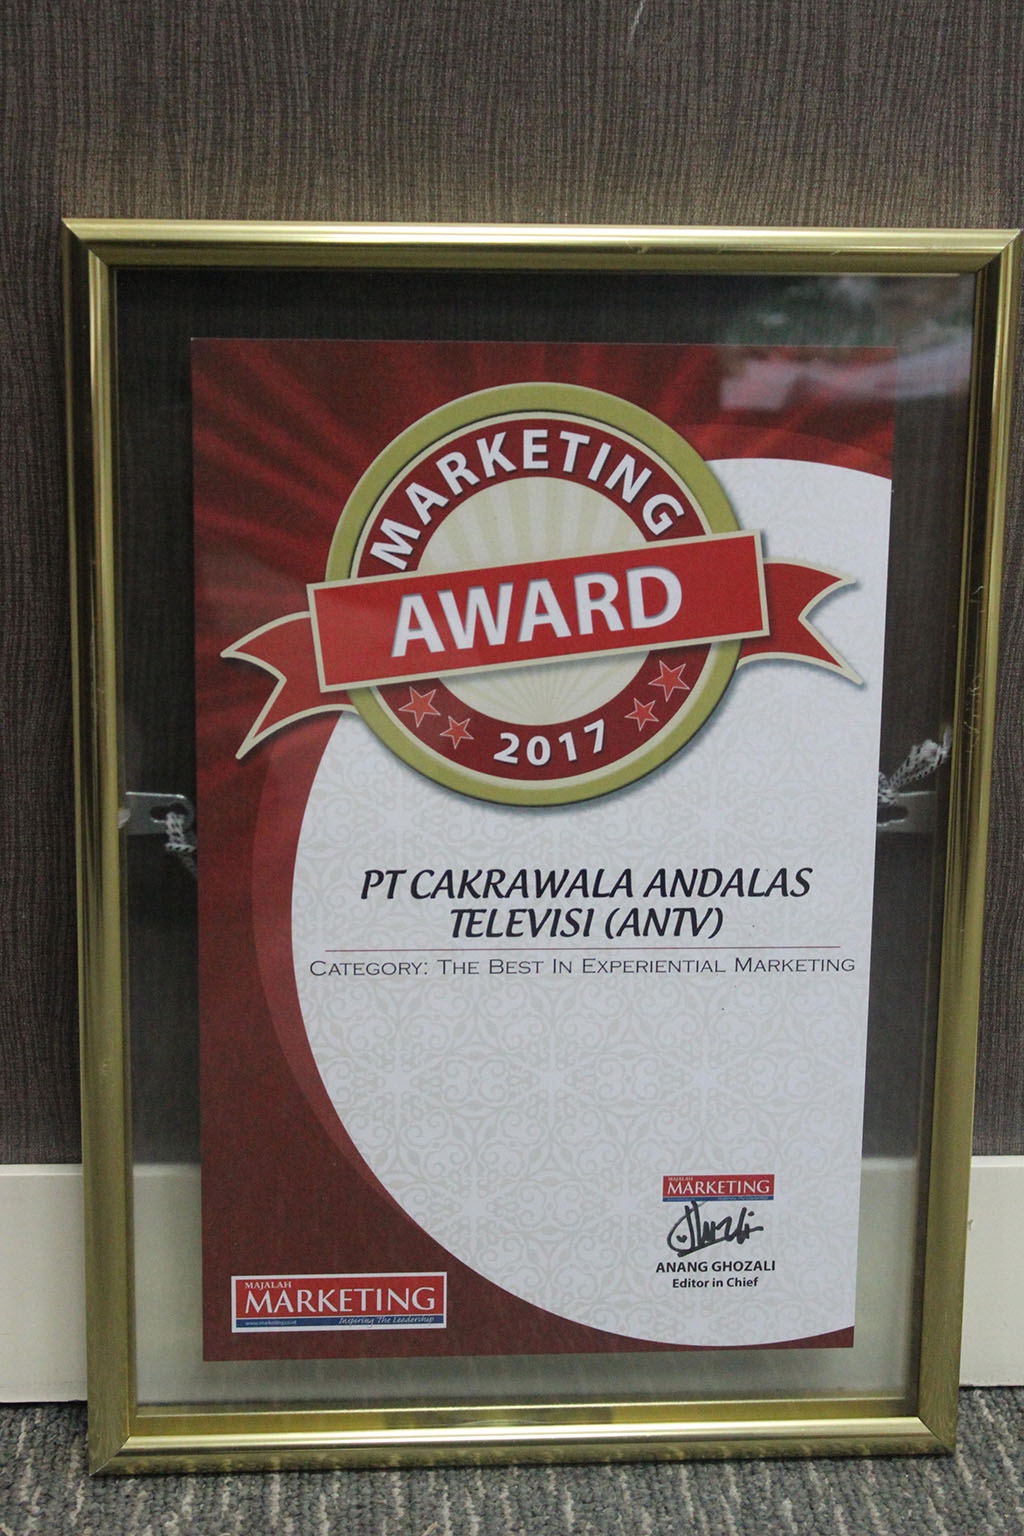 MARKETING
AWARD
2017
PT CAKRAWALA ANDALAS
TELEVISI (ANTV)
CATEGORY: THE BEST IN EXPERIENTIAL MARKETING
MAJALAH
MARKETING
ANANG GHOZALI
Editor in Chief
MAJALAH
MARKETING
www.marketing.co.id Inspiring The Leadership